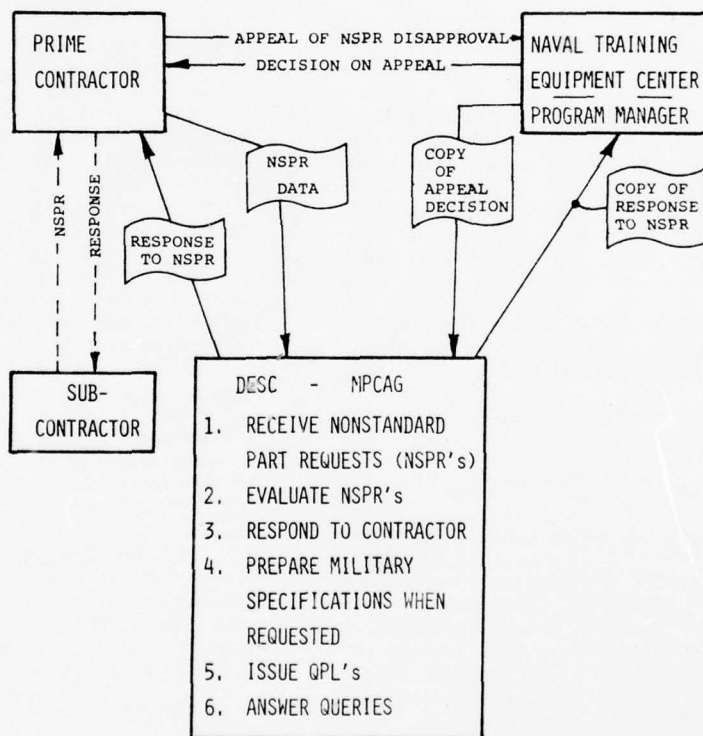 PRIME
CONTRACTOR
APPEAL OF NSPR DISAPPROVAL
DECISION ON APPEAL
NAVAL TRAINING
EQUIPMENT CENTER
PROGRAM MANAGER
NSPR
RESPONSE
RESPONSE
TO NSPR
NSPR
DATA
COPY
OF
APPEAL
DECISION
COPY OF
RESPONSE
TO NSPR
SUB-
CONTRACTOR
DESC - MPCAG
1. RECEIVE NONSTANDARD
PART REQUESTS (NSPR's)
2. EVALUATE NSPR's
3. RESPOND TO CONTRACTOR
4. PREPARE MILITARY
SPECIFICATIONS WHEN
REQUESTED
5. ISSUE QPL's
6. ANSWER QUERIES